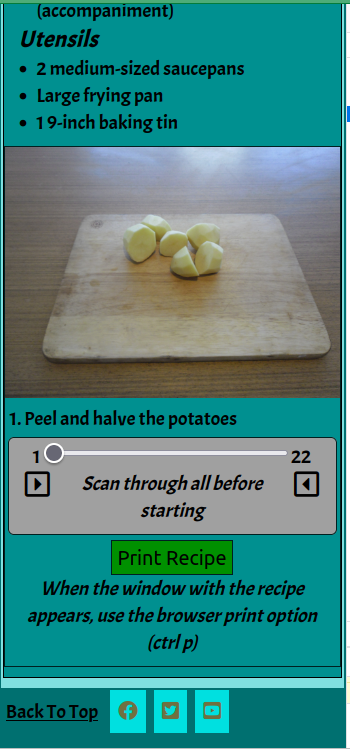 (accompaniment)
Utensils
• 2 medium-sized saucepans
• Large frying pan
• 1 9-inch baking tin
1. Peel and halve the potatoes
1 22
Scan through all before
starting
Print Recipe
When the window with the recipe
appears, use the browser print option
(ctrl p)
Back To Top